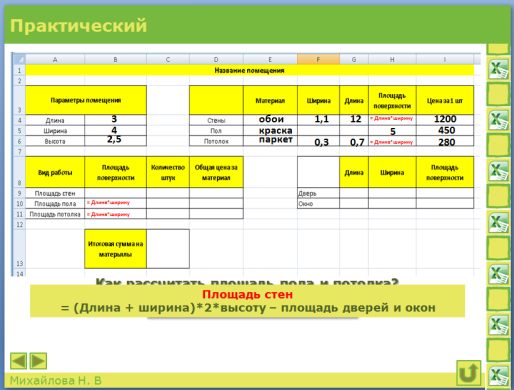 Практический
A B C D E F G H I
1 Название помещения
2
3 Параметры помещения Материал Ширина Длина Площадь поверхности Цена за 1 шт
4 Длина 3 Стены обои 1,1 12 = Длина*ширину 1200
5 Ширина 4 Пол краска 5 450
6 Высота 2,5 Потолок паркет 0,3 0,7 = Длина*ширину 280
7
8 Вид работы Площадь поверхности Количество штук Общая цена за материал Длина Ширина Площадь поверхности
9 Площадь стен Дверь
10 Площадь пола = Длина*ширину Окно
11 Площадь потолка = Длина*ширину
12
13 Итоговая сумма на матерьялы
14
Как рассчитать площадь пола и потолка?
Площадь стен
= (Длина + ширина)*2*высоту – площадь дверей и окон
Михайлова Н. В